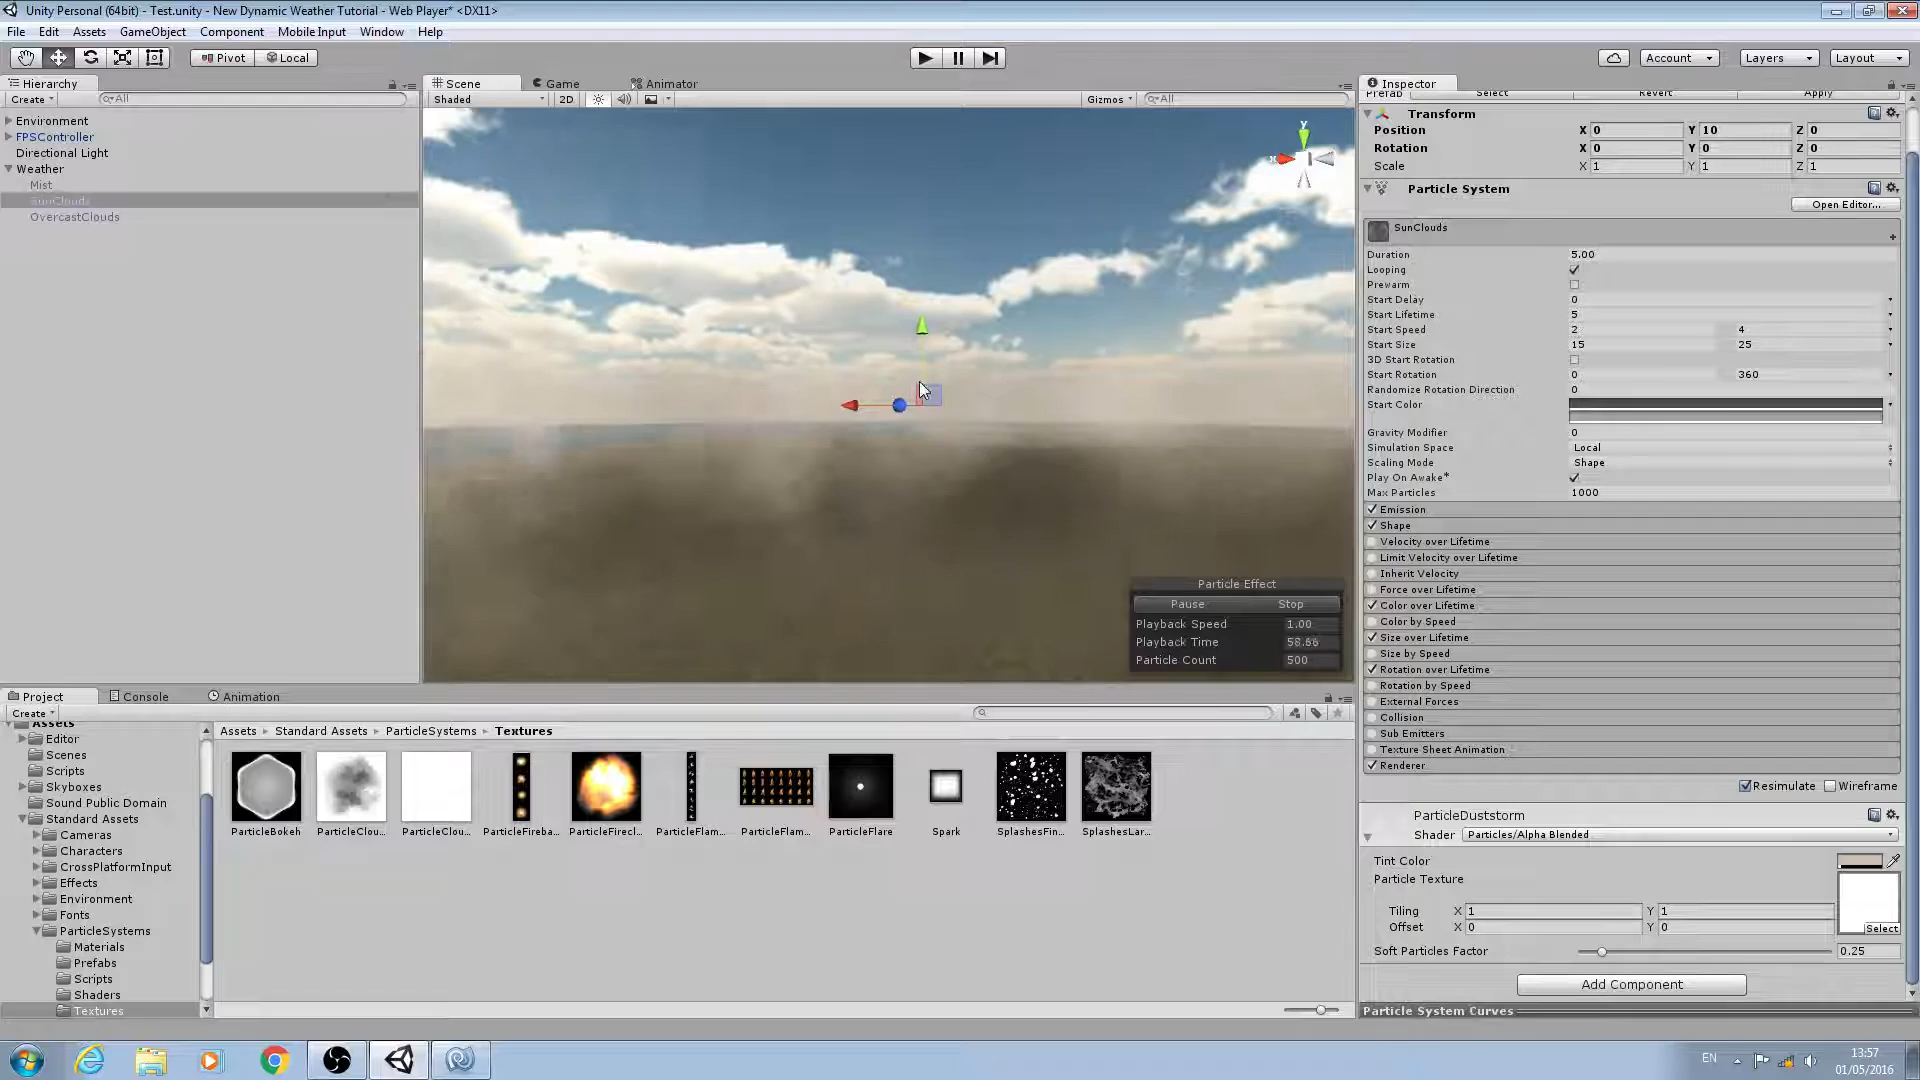 Unity Personal (64bit) - Test.unity - New Dynamic Weather Tutorial - Web Player* <DX11>
File Edit Assets GameObject Component Mobile Input Window Help
Pivot Local Account Layers Layout
Hierarchy
Create All
Environment
FPSController
Directional Light
Weather
Mist
SunClouds
OvercastClouds
Scene Game Animator
Shaded 2D Gizmos All
y
x
Particle Effect
Pause Stop
Playback Speed 1.00
Playback Time 58.66
Particle Count 500
Inspector
Prefab Select Revert Apply
Transform
Position X 0 Y 10 Z 0
Rotation X 0 Y 0 Z 0
Scale X 1 Y 1 Z 1
Particle System
Open Editor...
SunClouds
Duration 5.00
Looping
Prewarm
Start Delay 0
Start Lifetime 5
Start Speed 2 4
Start Size 15 25
3D Start Rotation
Start Rotation 0 360
Randomize Rotation Direction 0
Start Color
Gravity Modifier 0
Simulation Space Local
Scaling Mode Shape
Play On Awake*
Max Particles 1000
Emission
Shape
Velocity over Lifetime
Limit Velocity over Lifetime
Inherit Velocity
Force over Lifetime
Color over Lifetime
Color by Speed
Size over Lifetime
Size by Speed
Rotation over Lifetime
Rotation by Speed
External Forces
Collision
Sub Emitters
Texture Sheet Animation
Renderer
Resimulate Wireframe
ParticleDuststorm
Shader Particles/Alpha Blended
Tint Color
Particle Texture
Tiling X 1 Y 1
Offset X 0 Y 0
Select
Soft Particles Factor 0.25
Add Component
Particle System Curves
Project Console Animation
Create
Assets
Editor
Scenes
Scripts
Skyboxes
Sound Public Domain
Standard Assets
Cameras
Characters
CrossPlatformInput
Effects
Environment
Fonts
ParticleSystems
Materials
Prefabs
Scripts
Shaders
Textures
Assets Standard Assets ParticleSystems Textures
ParticleBokeh ParticleClou... ParticleClou... ParticleFireba... ParticleFirecl... ParticleFlam... ParticleFlam... ParticleFlare Spark SplashesFin... SplashesLar...
EN
13:57
01/05/2016